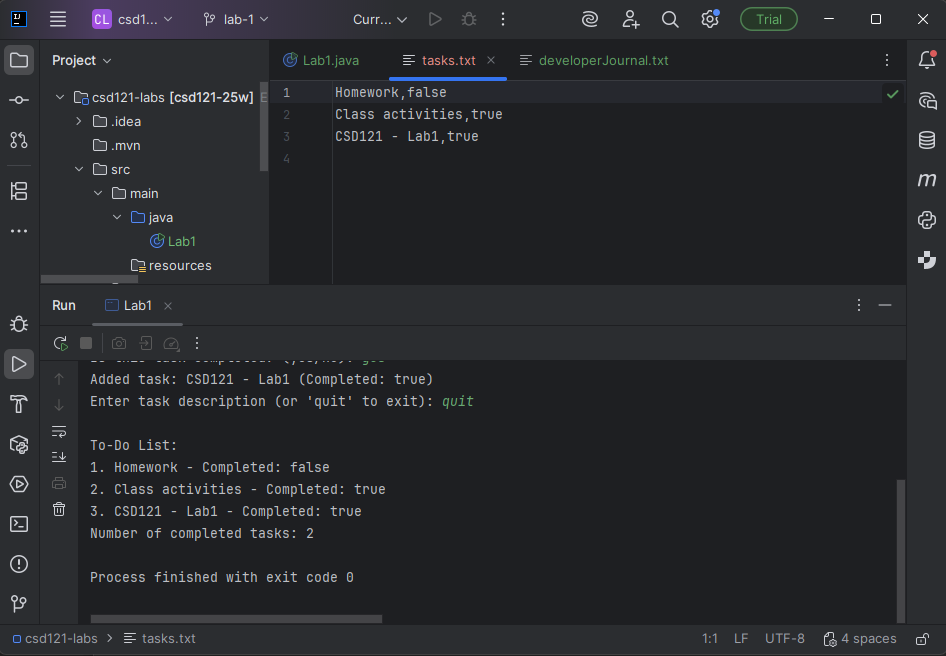 CL csd1... lab-1 Curr... Trial
Project
Lab1.java tasks.txt developerJournal.txt
csd121-labs [csd121-25w]
.idea
.mvn
src
main
java
Lab1
resources
1 Homework,false
2 Class activities,true
3 CSD121 - Lab1,true
4
Run Lab1
Added task: CSD121 - Lab1 (Completed: true)
Enter task description (or 'quit' to exit): quit
To-Do List:
1. Homework - Completed: false
2. Class activities - Completed: true
3. CSD121 - Lab1 - Completed: true
Number of completed tasks: 2
Process finished with exit code 0
csd121-labs > tasks.txt 1:1 LF UTF-8 4 spaces